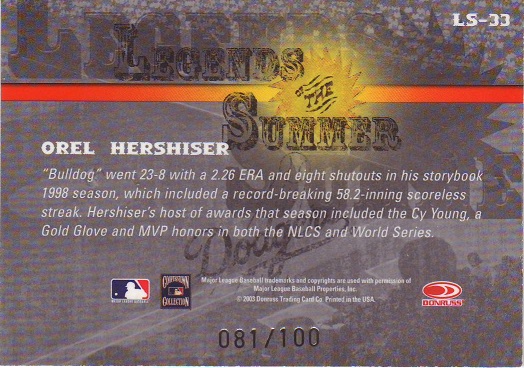 LS-33
LEGENDS
OF THE
SUMMER
OREL HERSHISER
"Bulldog" went 23-8 with a 2.26 ERA and eight shutouts in his storybook
1998 season, which included a record-breaking 58.2-inning scoreless
streak. Hershiser's host of awards that season included the Cy Young, a
Gold Glove and MVP honors in both the NLCS and World Series.
COOPERSTOWN
COLLECTION
Major League Baseball trademarks and copyrights are used with permission of
Major League Baseball Properties, Inc.
© 2003 Donruss Trading Card Co. Printed in the USA.
DONRUSS
081/100